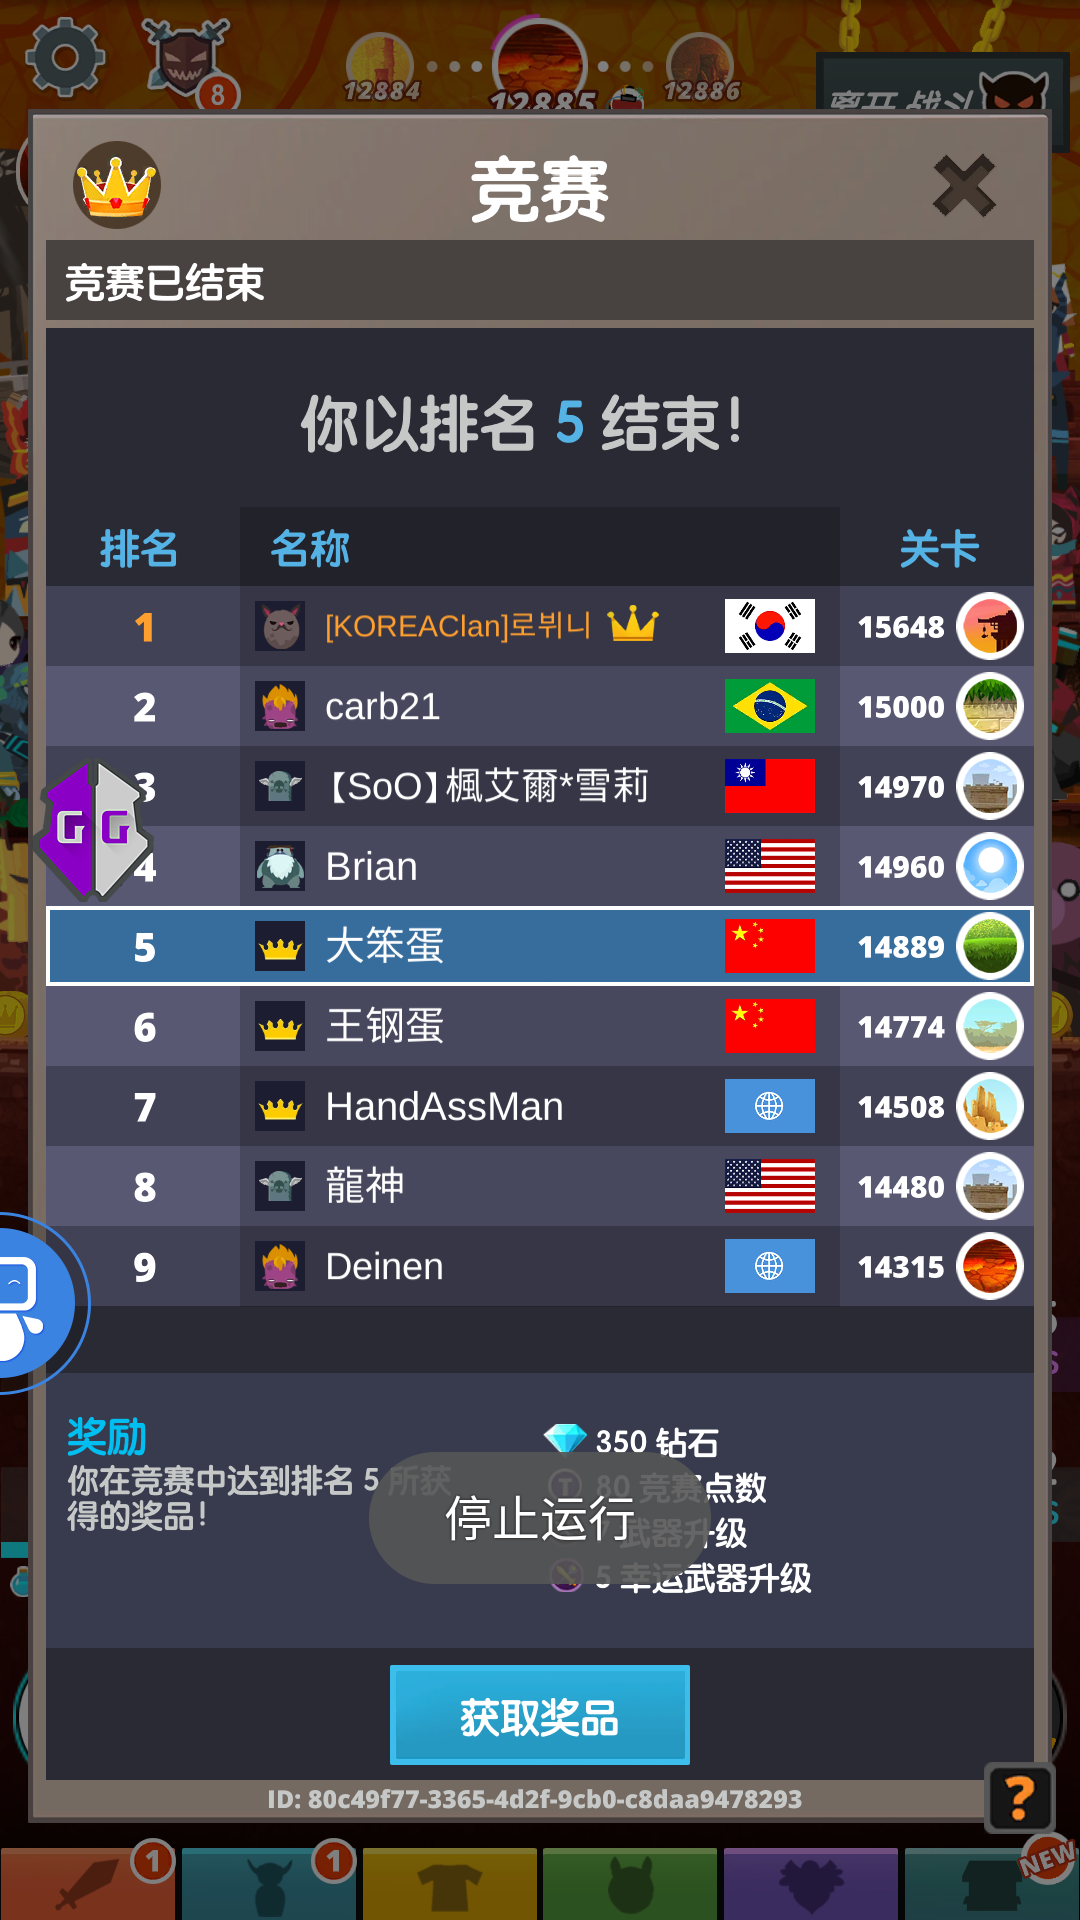 8
12884
12885
12886
离开 战斗
竞赛
竞赛已结束
你以排名 5 结束!
排名 名称 关卡
1 [KOREAClan]로뷔니 15648
2 carb21 15000
3 【SoO】楓艾爾*雪莉 14970
4 Brian 14960
5 大笨蛋 14889
6 王钢蛋 14774
7 HandAssMan 14508
8 龍神 14480
9 Deinen 14315
GG
奖励
你在竞赛中达到排名 5 所获
得的奖品!
350 钻石
80 竞赛点数
武器升级
5 幸运武器升级
停止运行
获取奖品
ID: 80c49f77-3365-4d2f-9cb0-c8daa9478293
?
1
1
NEW